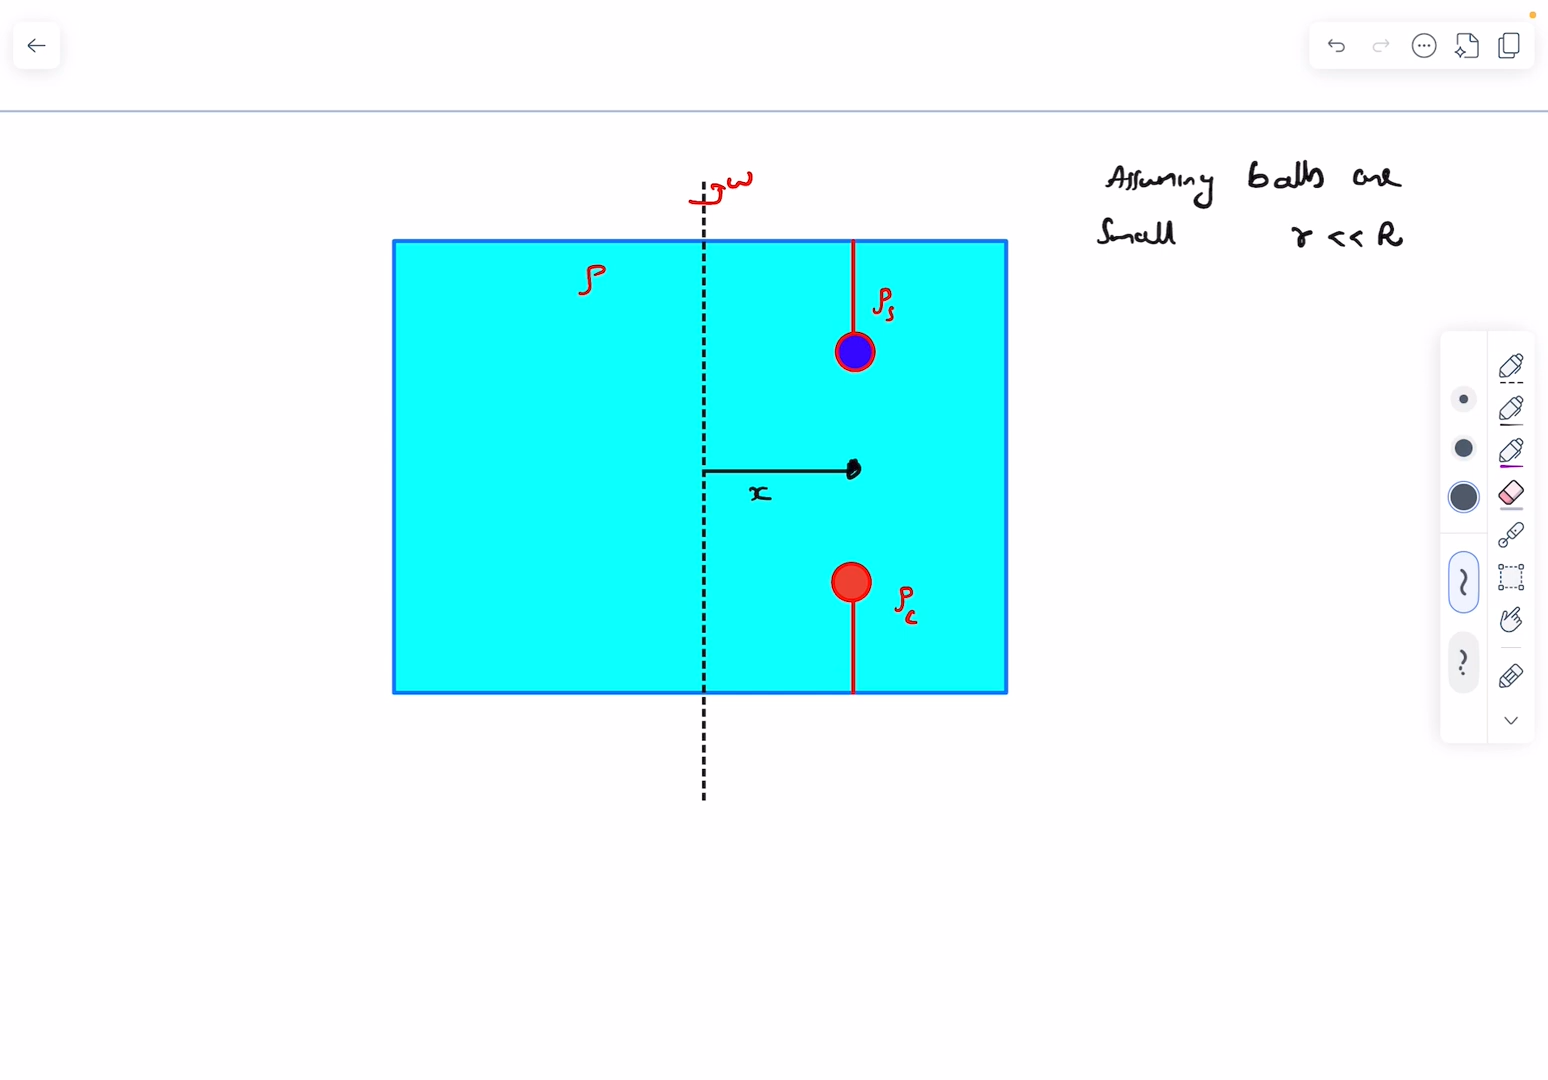 ω
Assuming balls are
small r << R
ρ
ρs
x
ρc